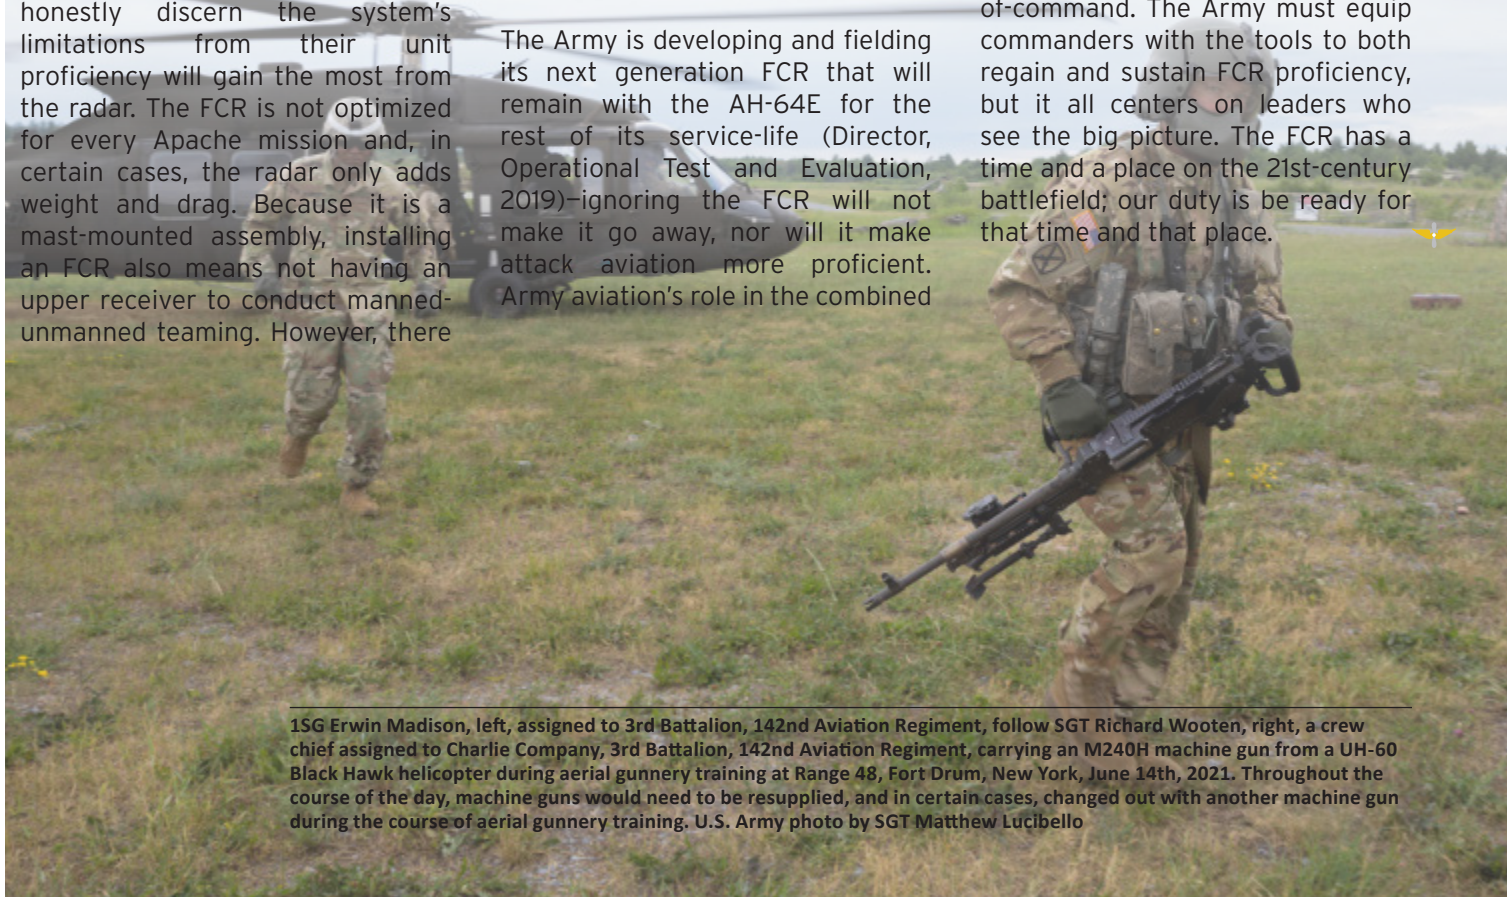 honestly discern the system's
limitations from their unit
proficiency will gain the most from
the radar. The FCR is not optimized
for every Apache mission and, in
certain cases, the radar only adds
weight and drag. Because it is a
mast-mounted assembly, installing
an FCR also means not having an
upper receiver to conduct manned-
unmanned teaming. However, there
The Army is developing and fielding
its next generation FCR that will
remain with the AH-64E for the
rest of its service-life (Director,
Operational Test and Evaluation,
2019)—ignoring the FCR will not
make it go away, nor will it make
attack aviation more proficient.
Army aviation's role in the combined
of-command. The Army must equip
commanders with the tools to both
regain and sustain FCR proficiency,
but it all centers on leaders who
see the big picture. The FCR has a
time and a place on the 21st-century
battlefield; our duty is be ready for
that time and that place.
1SG Erwin Madison, left, assigned to 3rd Battalion, 142nd Aviation Regiment, follow SGT Richard Wooten, right, a crew
chief assigned to Charlie Company, 3rd Battalion, 142nd Aviation Regiment, carrying an M240H machine gun from a UH-60
Black Hawk helicopter during aerial gunnery training at Range 48, Fort Drum, New York, June 14th, 2021. Throughout the
course of the day, machine guns would need to be resupplied, and in certain cases, changed out with another machine gun
during the course of aerial gunnery training. U.S. Army photo by SGT Matthew Lucibello